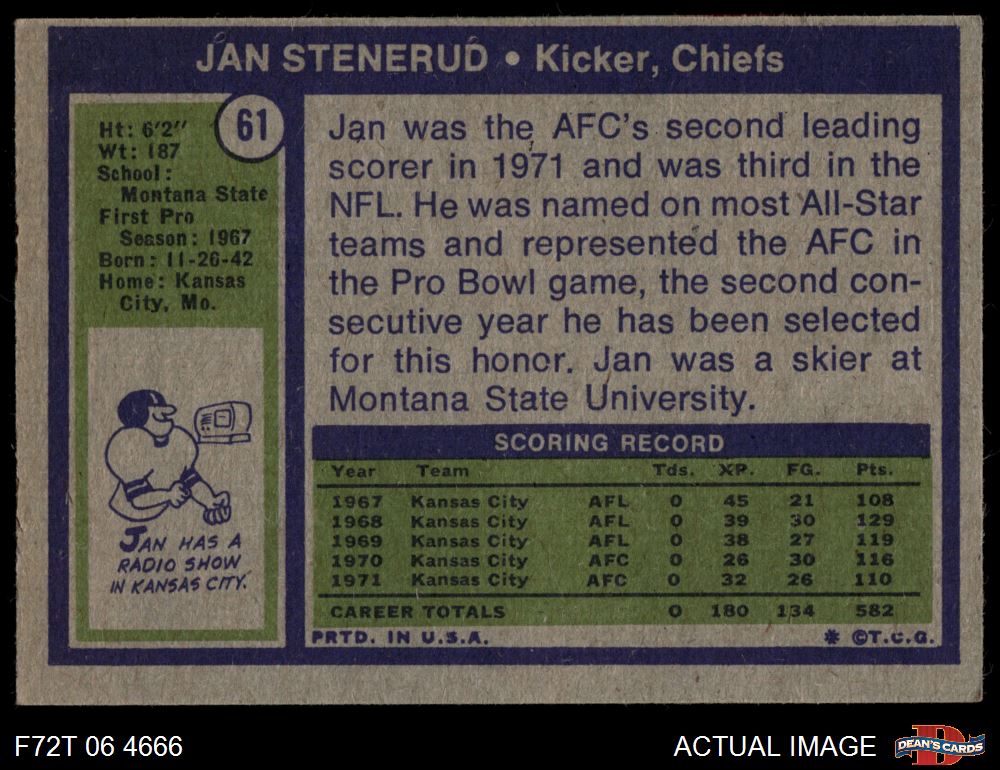 JAN STENERUD • Kicker, Chiefs
61
Ht: 6'2"
Wt: 187
School:
Montana State
First Pro
Season: 1967
Born: 11-26-42
Home: Kansas
City, Mo.
JAN HAS A
RADIO SHOW
IN KANSAS CITY.
Jan was the AFC's second leading
scorer in 1971 and was third in the
NFL. He was named on most All-Star
teams and represented the AFC in
the Pro Bowl game, the second con-
secutive year he has been selected
for this honor. Jan was a skier at
Montana State University.
SCORING RECORD
Year Team Tds. XP. FG. Pts.
1967 Kansas City AFL 0 45 21 108
1968 Kansas City AFL 0 39 30 129
1969 Kansas City AFL 0 38 27 119
1970 Kansas City AFC 0 26 30 116
1971 Kansas City AFC 0 32 26 110
CAREER TOTALS 0 180 134 582
PRTD. IN U.S.A. * ©T.C.G.
F72T 06 4666 ACTUAL IMAGE
D
DEAN'S CARDS